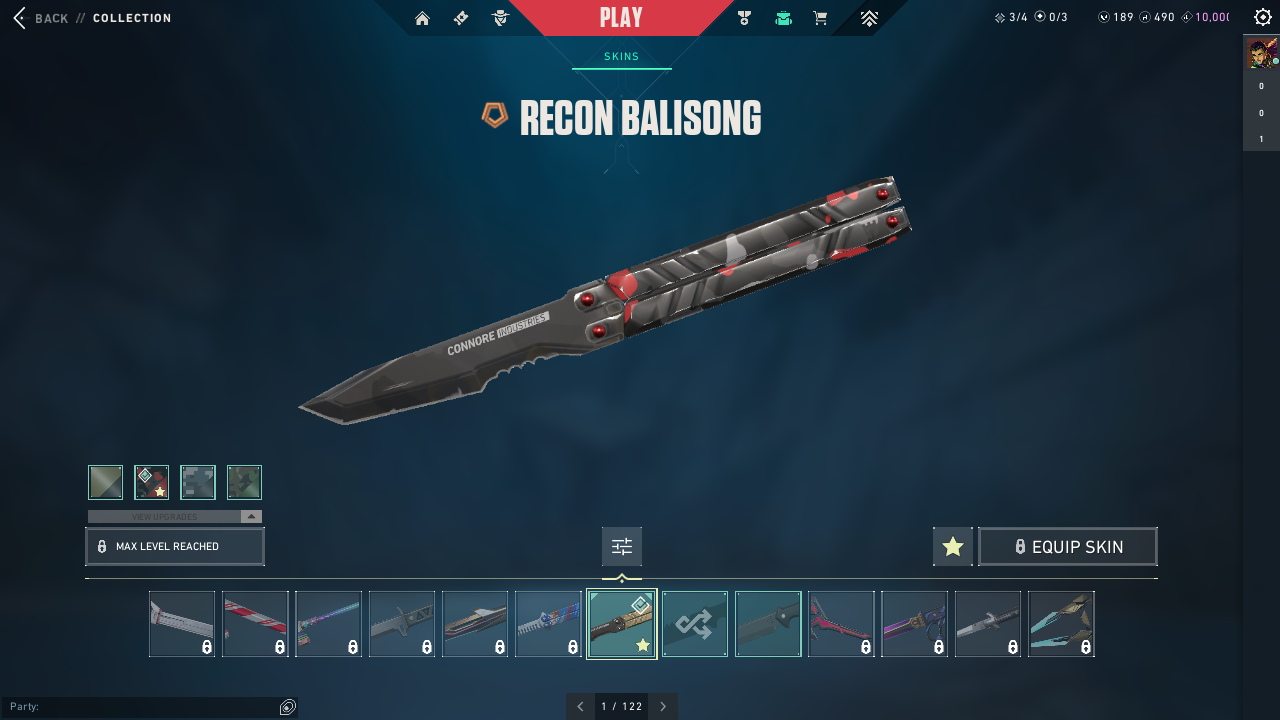 BACK // COLLECTION
PLAY
3/4 0/3 189 490 10,00
SKINS
RECON BALISONG
0
0
1
CONNORE INDUSTRIES
VIEW UPGRADES
MAX LEVEL REACHED
EQUIP SKIN
Party:
1 / 122